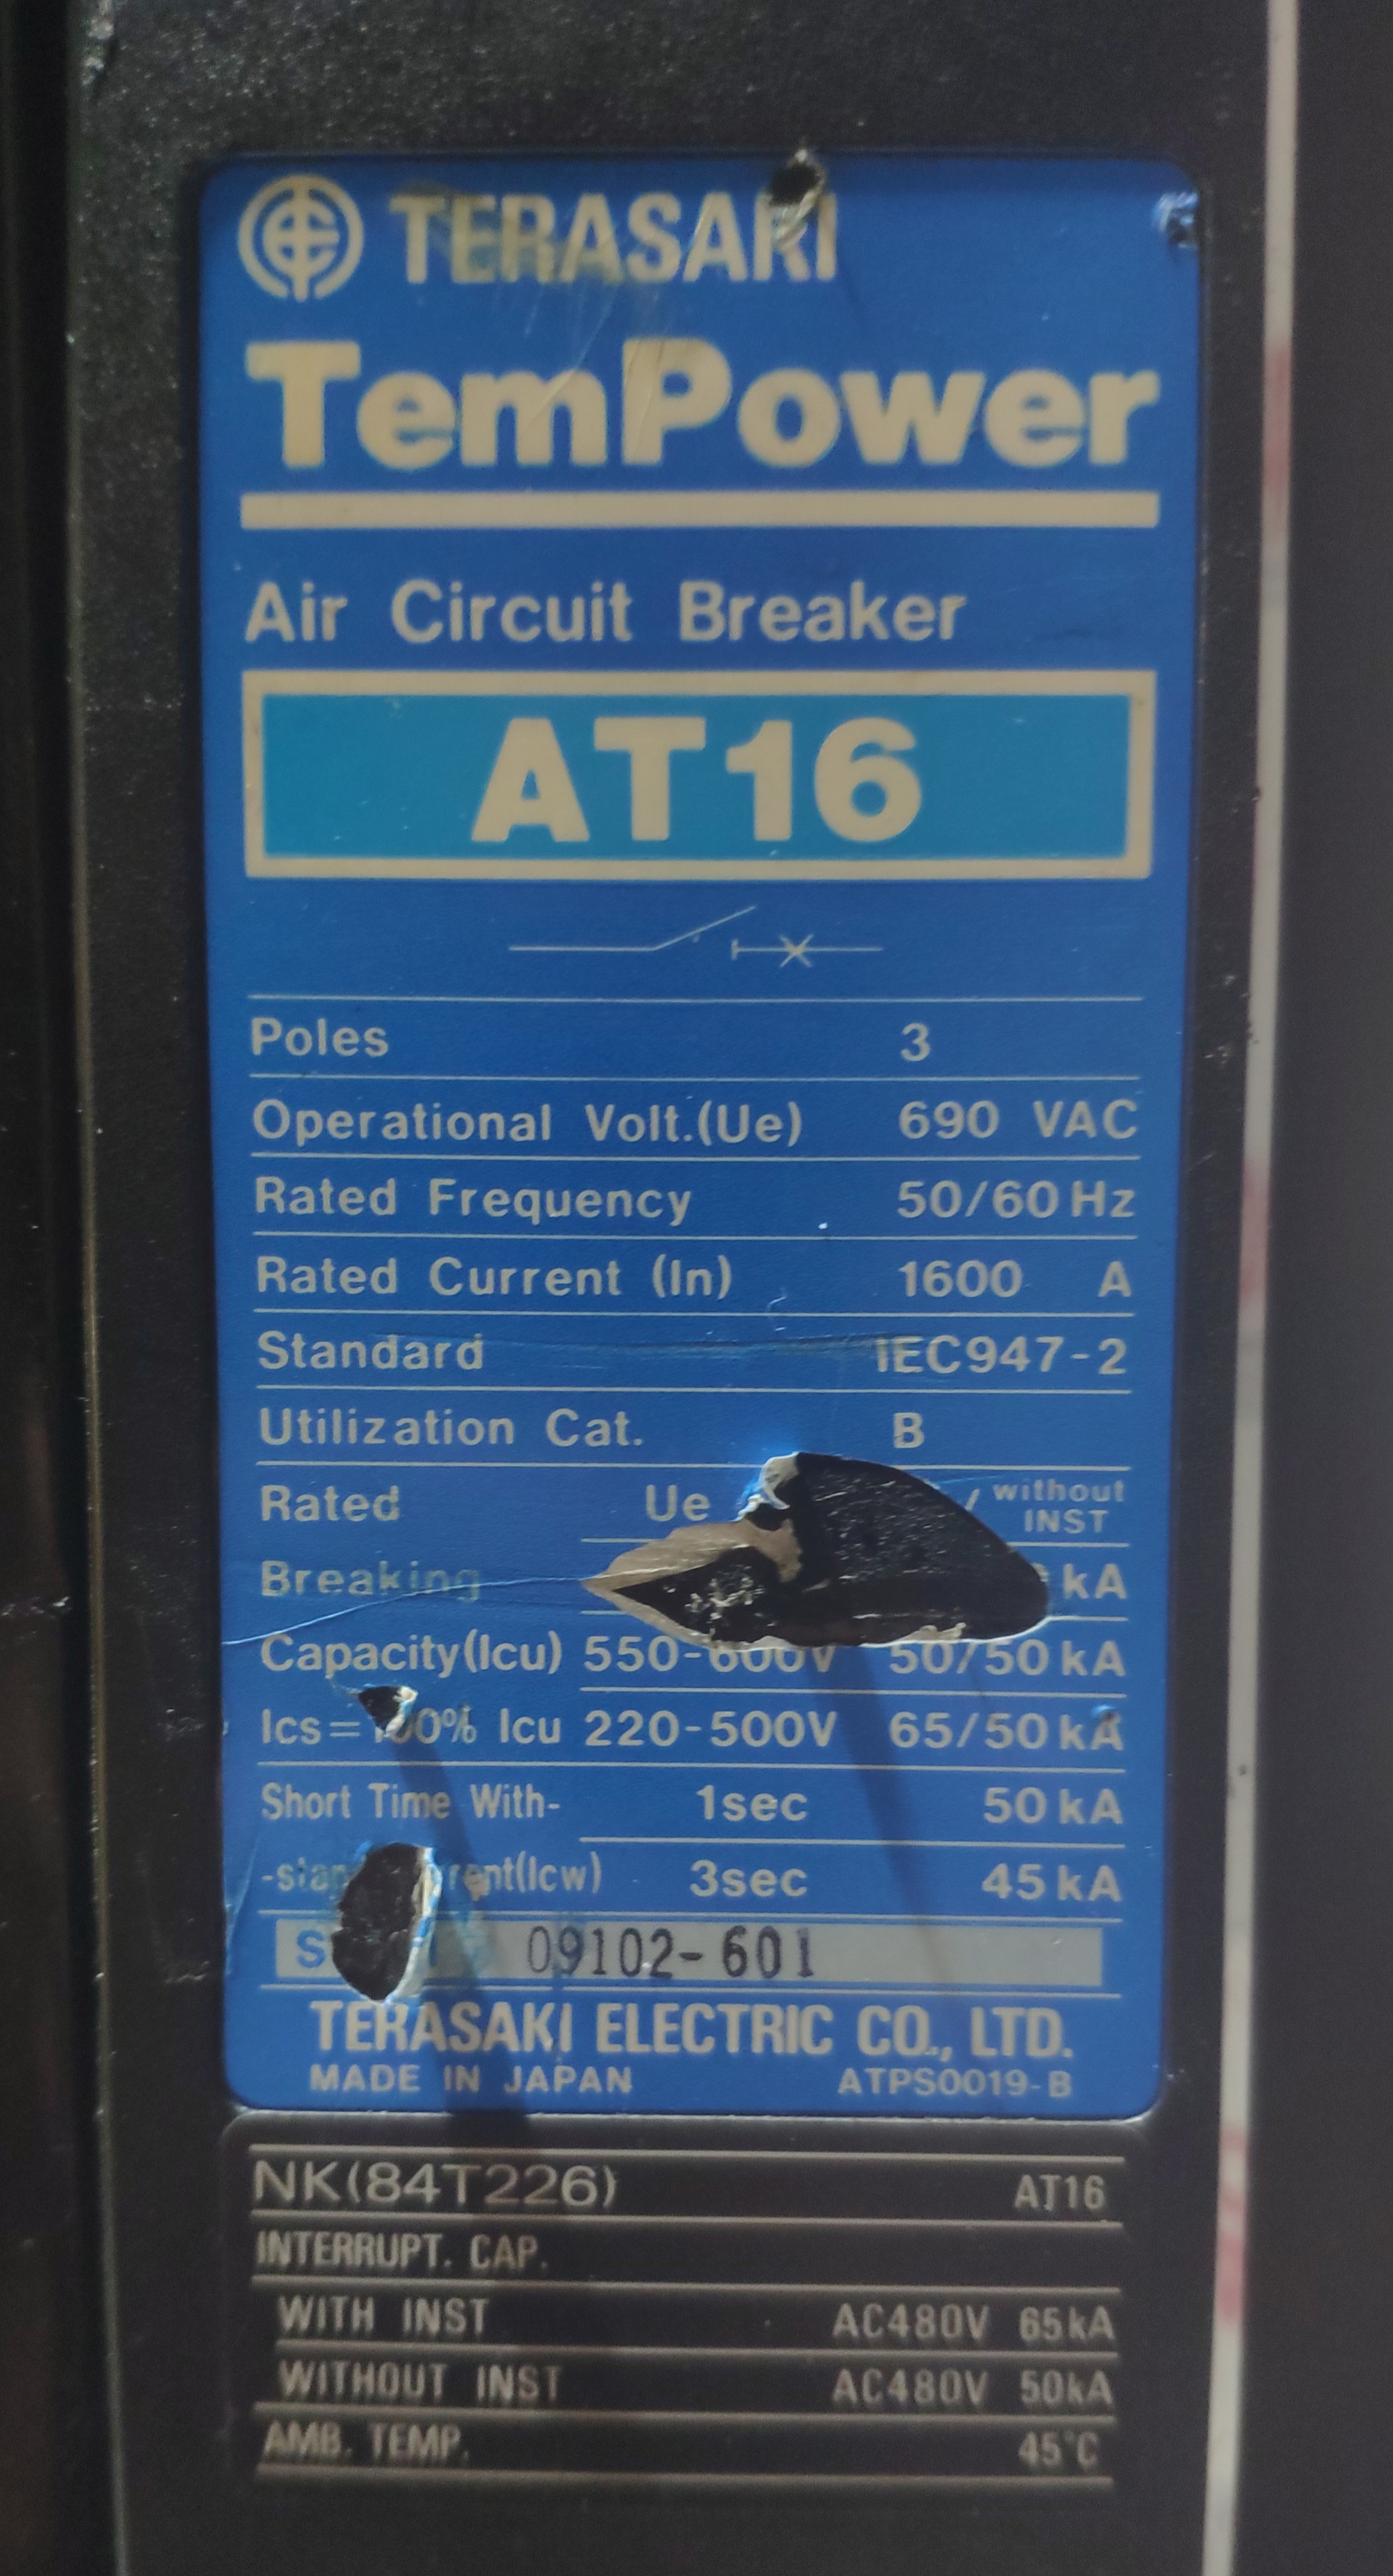 TERASAKI
TemPower
Air Circuit Breaker
AT16
Poles 3
Operational Volt.(Ue) 690 VAC
Rated Frequency 50/60 Hz
Rated Current (In) 1600 A
Standard IEC947-2
Utilization Cat. B
Rated Ue / without INST
Breaking kA
Capacity(Icu) 550-600V 50/50 kA
Ics=100% Icu 220-500V 65/50 kA
Short Time With- 1sec 50 kA
(Icw) 3sec 45 kA
09102-601
TERASAKI ELECTRIC CO., LTD.
MADE IN JAPAN ATPS0019-B
NK(84T226) AT16
INTERRUPT. CAP.
WITH INST AC480V 65kA
WITHOUT INST AC480V 50kA
AMB. TEMP. 45°C